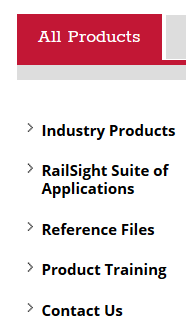 All Products
Industry Products
RailSight Suite of
Applications
Reference Files
Product Training
Contact Us